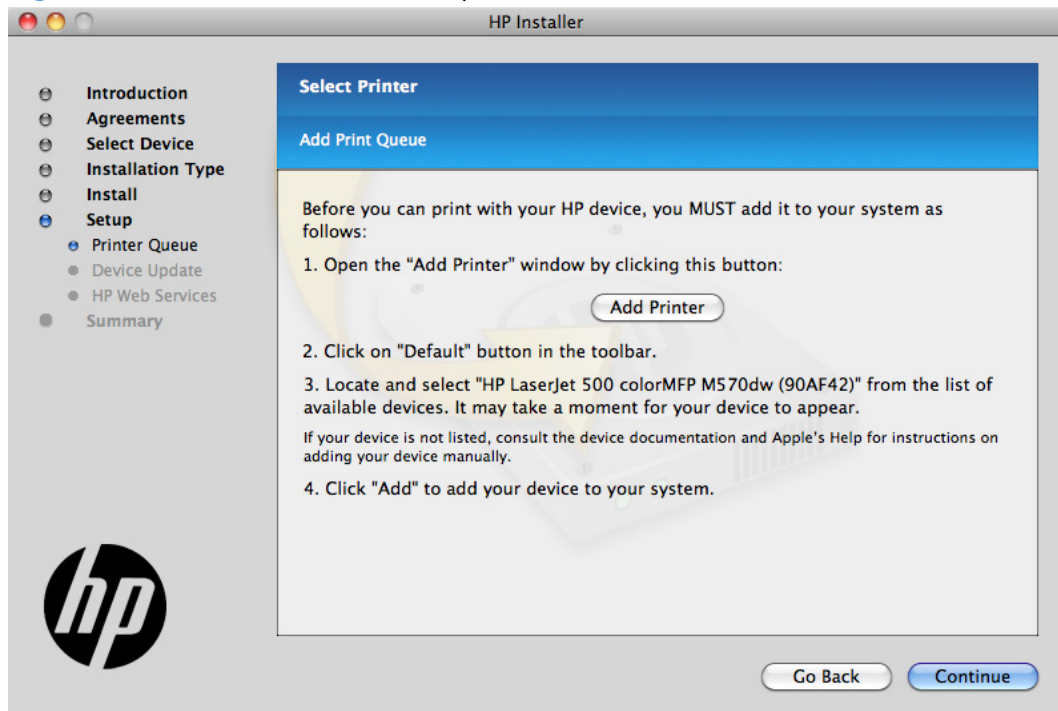 HP Installer
Introduction
Agreements
Select Device
Installation Type
Install
Setup
Printer Queue
Device Update
HP Web Services
Summary
hp
Select Printer
Add Print Queue
Before you can print with your HP device, you MUST add it to your system as
follows:
1. Open the “Add Printer” window by clicking this button:
Add Printer
2. Click on "Default" button in the toolbar.
3. Locate and select "HP LaserJet 500 colorMFP M570dw (90AF42)" from the list of
available devices. It may take a moment for your device to appear.
If your device is not listed, consult the device documentation and Apple's Help for instructions on
adding your device manually.
4. Click "Add" to add your device to your system.
Go Back
Continue